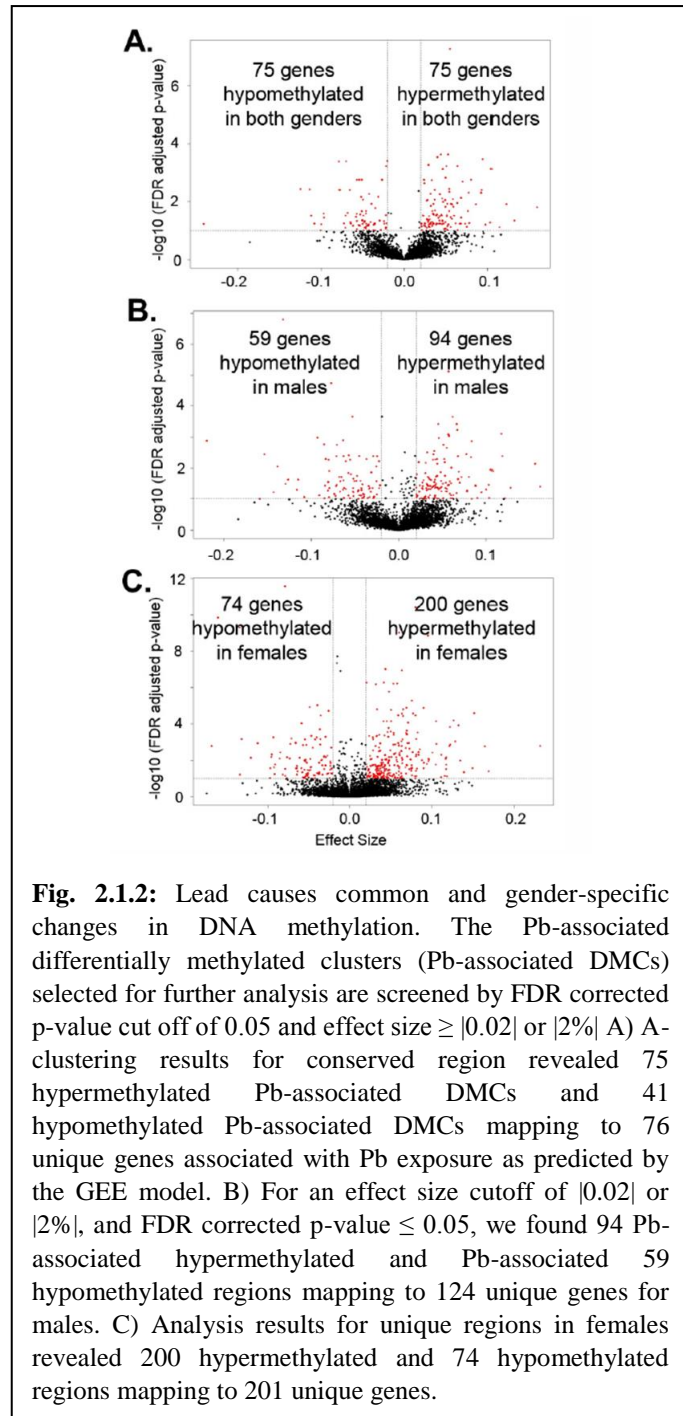 A.
75 genes
hypomethylated
in both genders
75 genes
hypermethylated
in both genders
-log10 (FDR adjusted p-value)
6
4
2
0
-0.2 -0.1 0.0 0.1
B.
59 genes
hypomethylated
in males
94 genes
hypermethylated
in males
-log10 (FDR adjusted p-value)
6
4
2
0
-0.2 -0.1 0.0 0.1
C.
74 genes
hypomethylated
in females
200 genes
hypermethylated
in females
-log10 (FDR adjusted p-value)
12
8
4
0
-0.1 0.0 0.1 0.2
Effect Size
Fig. 2.1.2: Lead causes common and gender-specific
changes in DNA methylation. The Pb-associated
differentially methylated clusters (Pb-associated DMCs)
selected for further analysis are screened by FDR corrected
p-value cut off of 0.05 and effect size ≥ |0.02| or |2%| A) A-
clustering results for conserved region revealed 75
hypermethylated Pb-associated DMCs and 41
hypomethylated Pb-associated DMCs mapping to 76
unique genes associated with Pb exposure as predicted by
the GEE model. B) For an effect size cutoff of |0.02| or
|2%|, and FDR corrected p-value ≤ 0.05, we found 94 Pb-
associated hypermethylated and Pb-associated 59
hypomethylated regions mapping to 124 unique genes for
males. C) Analysis results for unique regions in females
revealed 200 hypermethylated and 74 hypomethylated
regions mapping to 201 unique genes.